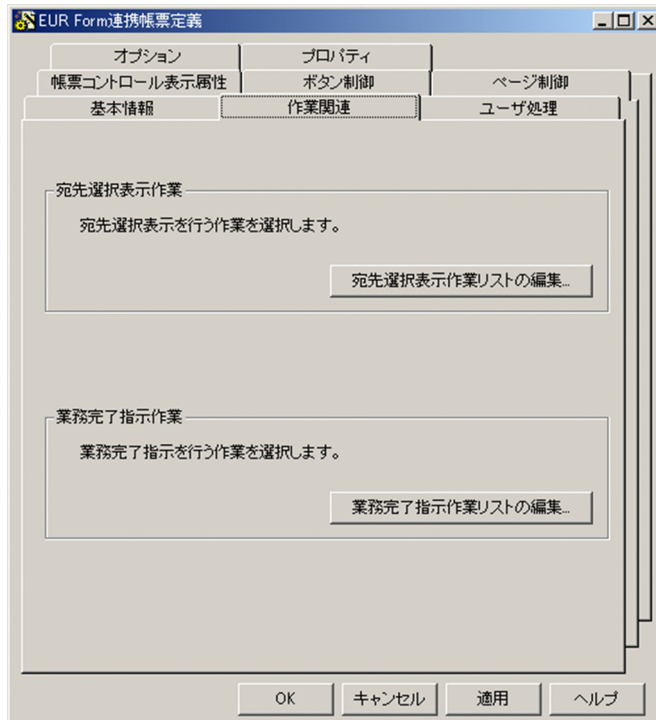 EUR Form連携帳票定義
オプション
プロパティ
帳票コントロール表示属性
ボタン制御
ページ制御
基本情報
作業関連
ユーザ処理
宛先選択表示作業
宛先選択表示を行う作業を選択します。
宛先選択表示作業リストの編集...
業務完了指示作業
業務完了指示を行う作業を選択します。
業務完了指示作業リストの編集...
OK
キャンセル
適用
ヘルプ